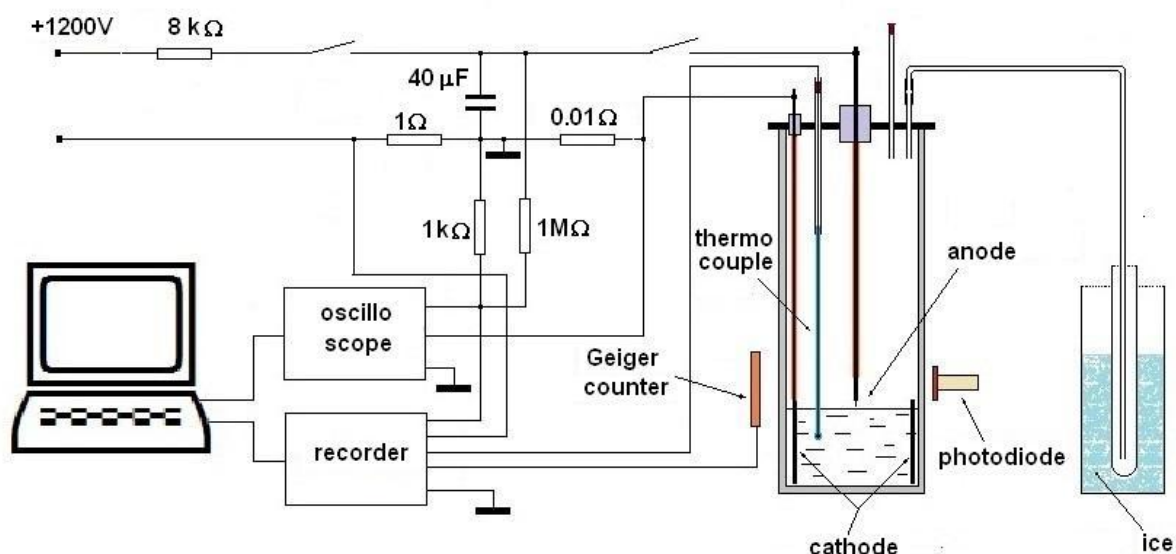 +1200V
8 kΩ
40 μF
1Ω
0.01Ω
1kΩ
1MΩ
thermo
couple
anode
oscillo
scope
Geiger
counter
recorder
photodiode
cathode
ice